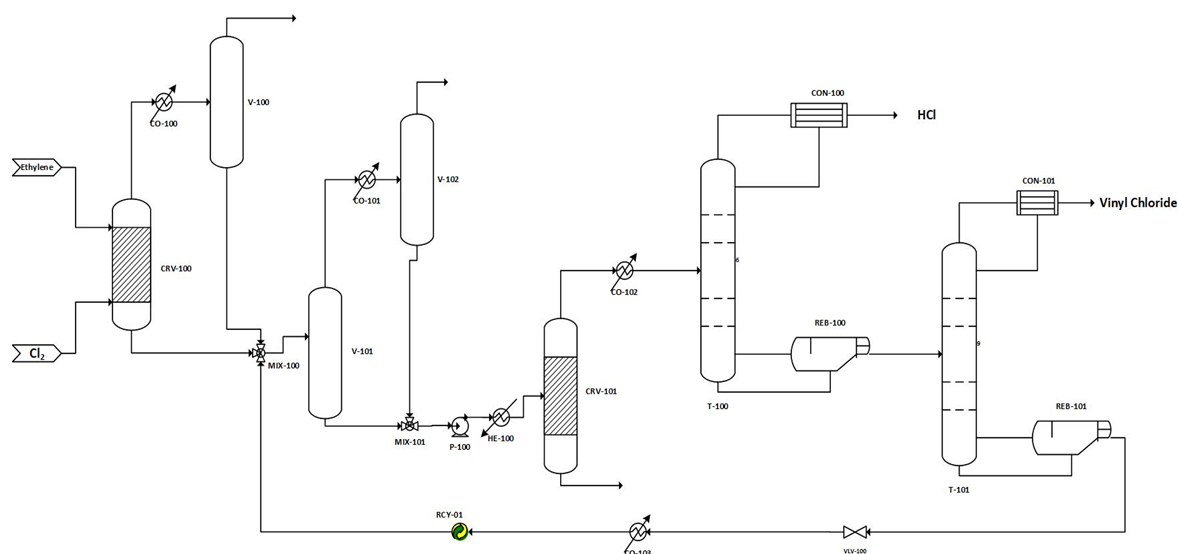 CON-100
HCl
V-100
CO-100
Ethylene
V-102
CON-101
CO-101
Vinyl Chloride
CRV-100
6
CO-102
REB-100
Cl2
MIX-100
V-101
9
CRV-101
T-100
REB-101
MIX-101
P-100
HE-100
T-101
RCY-01
CO-103
VLV-100